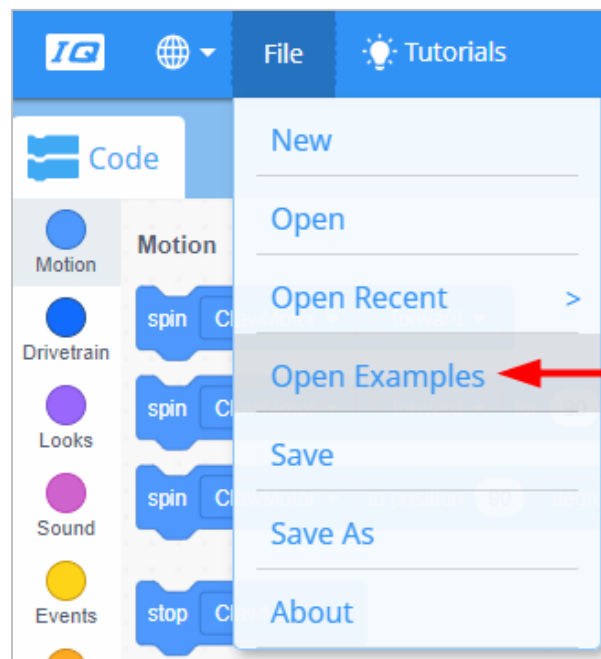 IQ File Tutorials
Code
New
Open
Open Recent >
Open Examples
Save
Save As
About
Motion
Drivetrain
Looks
Sound
Events
Motion
spin
spin
spin
stop